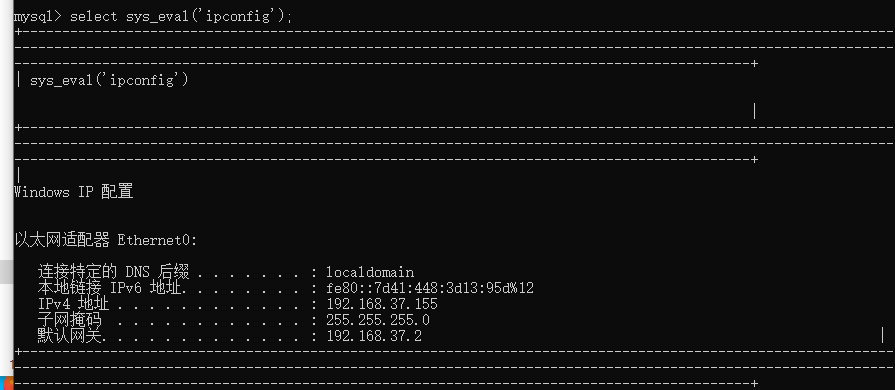 mysql> select sys_eval('ipconfig');
+--------------------------------------------------------------------------------------------------------------
---------------------------------------------------------------------------------------------------------------
---------------------------------------------------------------------------------------------+
| sys_eval('ipconfig')
|
+--------------------------------------------------------------------------------------------------------------
---------------------------------------------------------------------------------------------------------------
---------------------------------------------------------------------------------------------+
|
Windows IP 配置
以太网适配器 Ethernet0:
连接特定的 DNS 后缀 . . . . . . . : localdomain
本地链接 IPv6 地址. . . . . . . . : fe80::7d41:448:3d13:95d%12
IPv4 地址 . . . . . . . . . . . . : 192.168.37.155
子网掩码 . . . . . . . . . . . . : 255.255.255.0
默认网关. . . . . . . . . . . . . : 192.168.37.2 |
+--------------------------------------------------------------------------------------------------------------
---------------------------------------------------------------------------------------------------------------
---------------------------------------------------------------------------------------------+